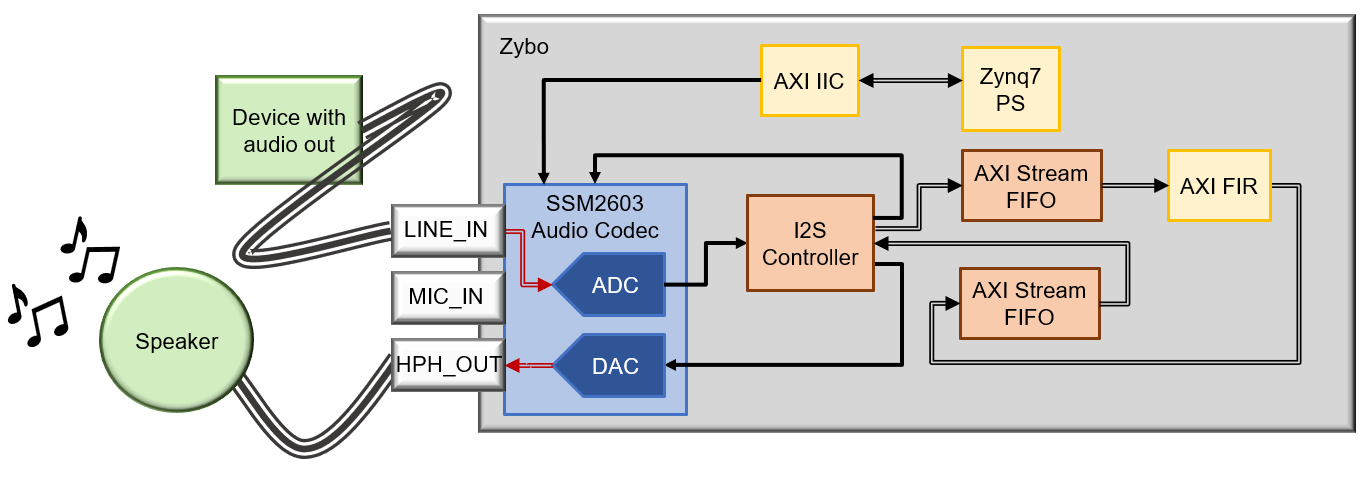 Zybo
AXI IIC
Zynq7
PS
Device with
audio out
SSM2603
Audio Codec
LINE_IN
ADC
MIC_IN
HPH_OUT
DAC
I2S
Controller
AXI Stream
FIFO
AXI FIR
AXI Stream
FIFO
Speaker